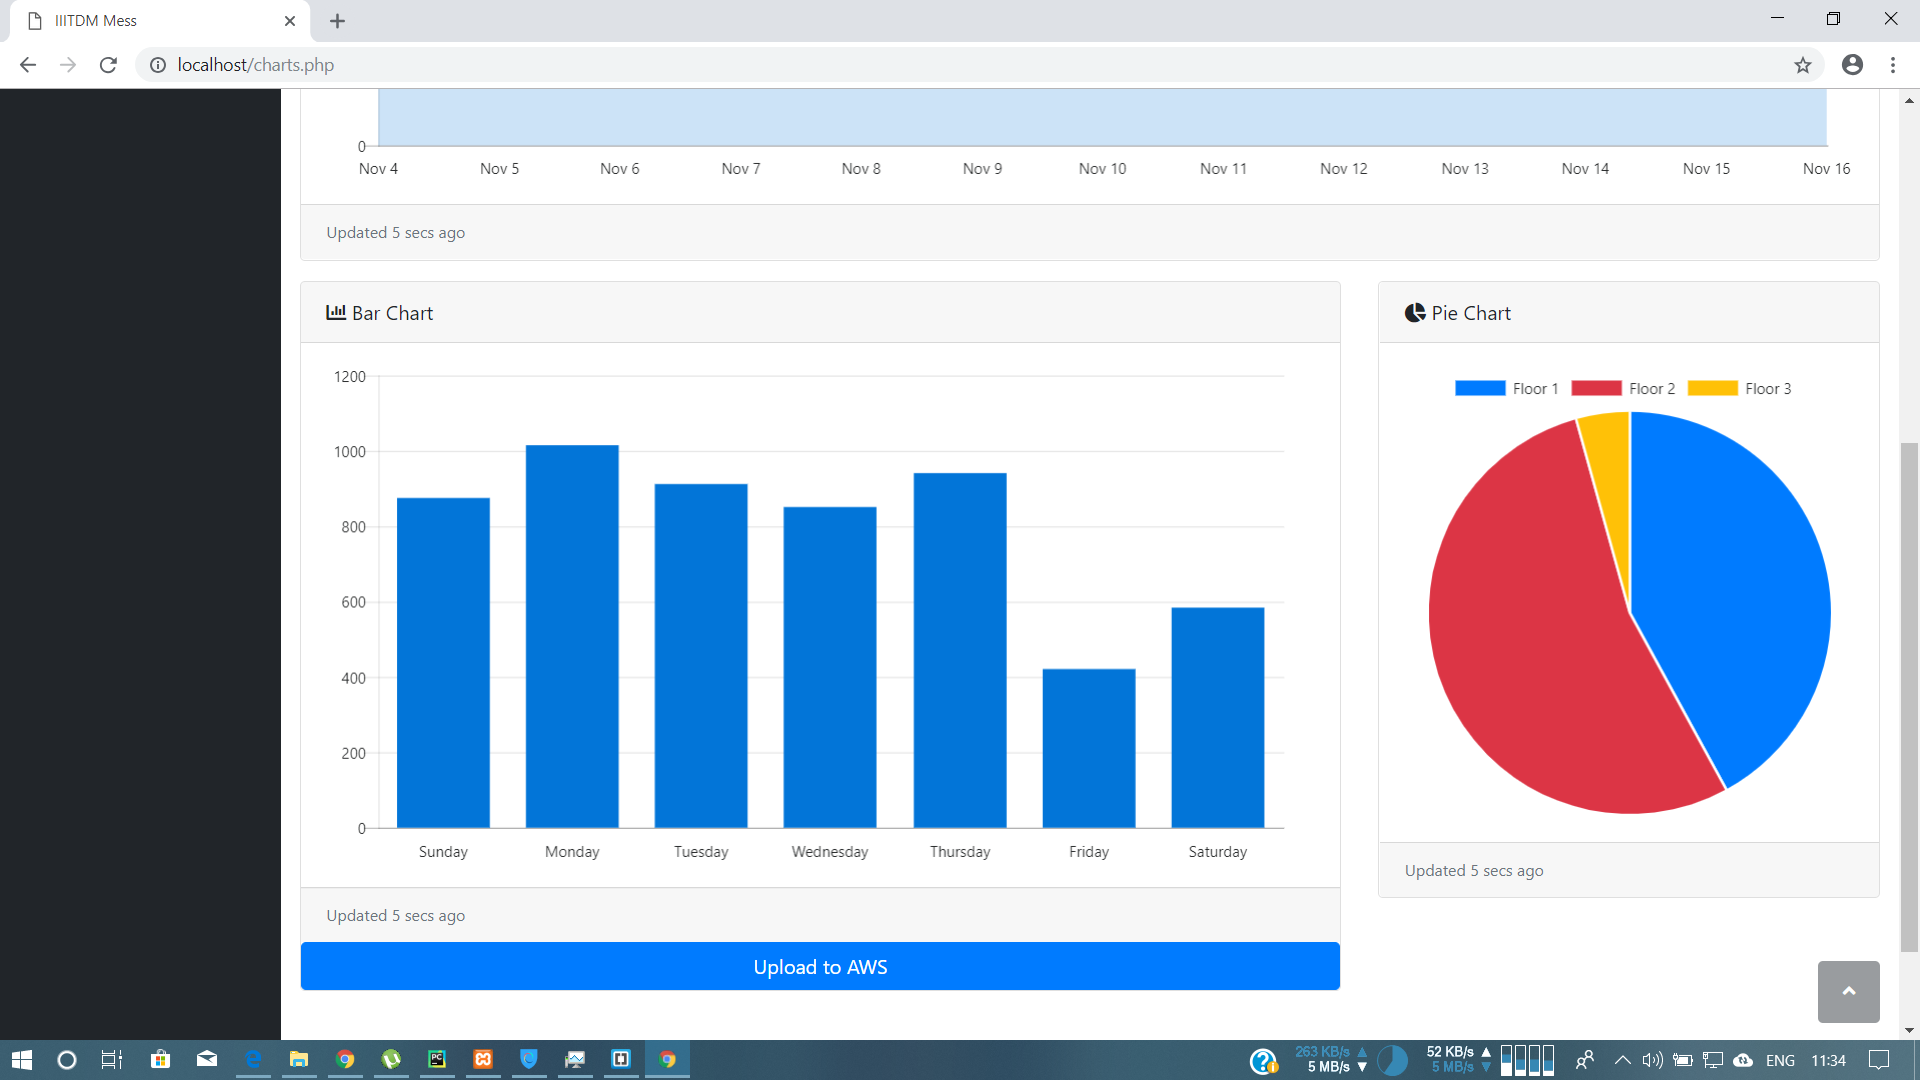 IIITDM Mess
localhost/charts.php
0
Nov 4 Nov 5 Nov 6 Nov 7 Nov 8 Nov 9 Nov 10 Nov 11 Nov 12 Nov 13 Nov 14 Nov 15 Nov 16
Updated 5 secs ago
Bar Chart
1200
1000
800
600
400
200
0
Sunday Monday Tuesday Wednesday Thursday Friday Saturday
Updated 5 secs ago
Upload to AWS
Pie Chart
Floor 1 Floor 2 Floor 3
Updated 5 secs ago
263 KB/s 52 KB/s
5 MB/s 5 MB/s
ENG 11:34
PC